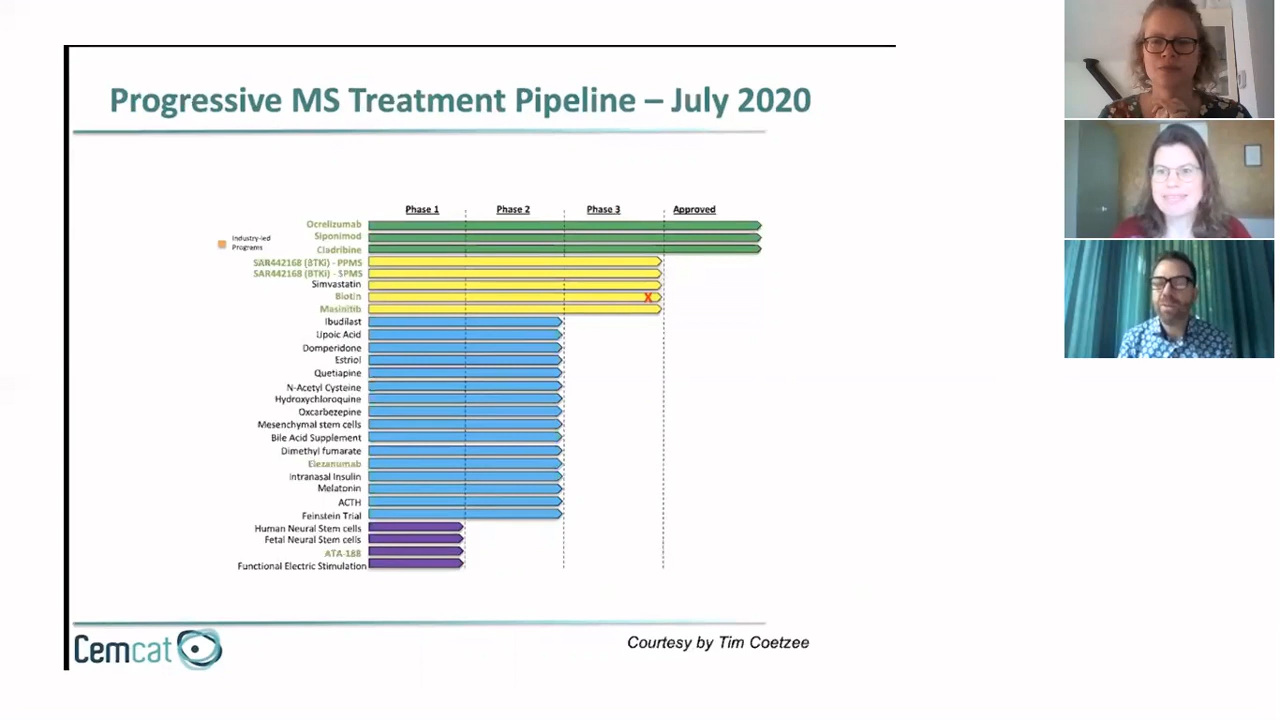 Progressive MS Treatment Pipeline – July 2020
Phase 1 Phase 2 Phase 3 Approved
Industry-led
Programs
Ocrelizumab
Siponimod
Cladribine
SAR442168 (BTKi) - PPMS
SAR442168 (BTKi) - SPMS
Simvastatin
Biotin X
Masinitib
Ibudilast
Lipoic Acid
Domperidone
Estriol
Quetiapine
N-Acetyl Cysteine
Hydroxychloroquine
Oxcarbezepine
Mesenchymal stem cells
Bile Acid Supplement
Dimethyl fumarate
Elezanumab
Intranasal Insulin
Melatonin
ACTH
Feinstein Trial
Human Neural Stem cells
Fetal Neural Stem cells
ATA-188
Functional Electric Stimulation
Cemcat
Courtesy by Tim Coetzee